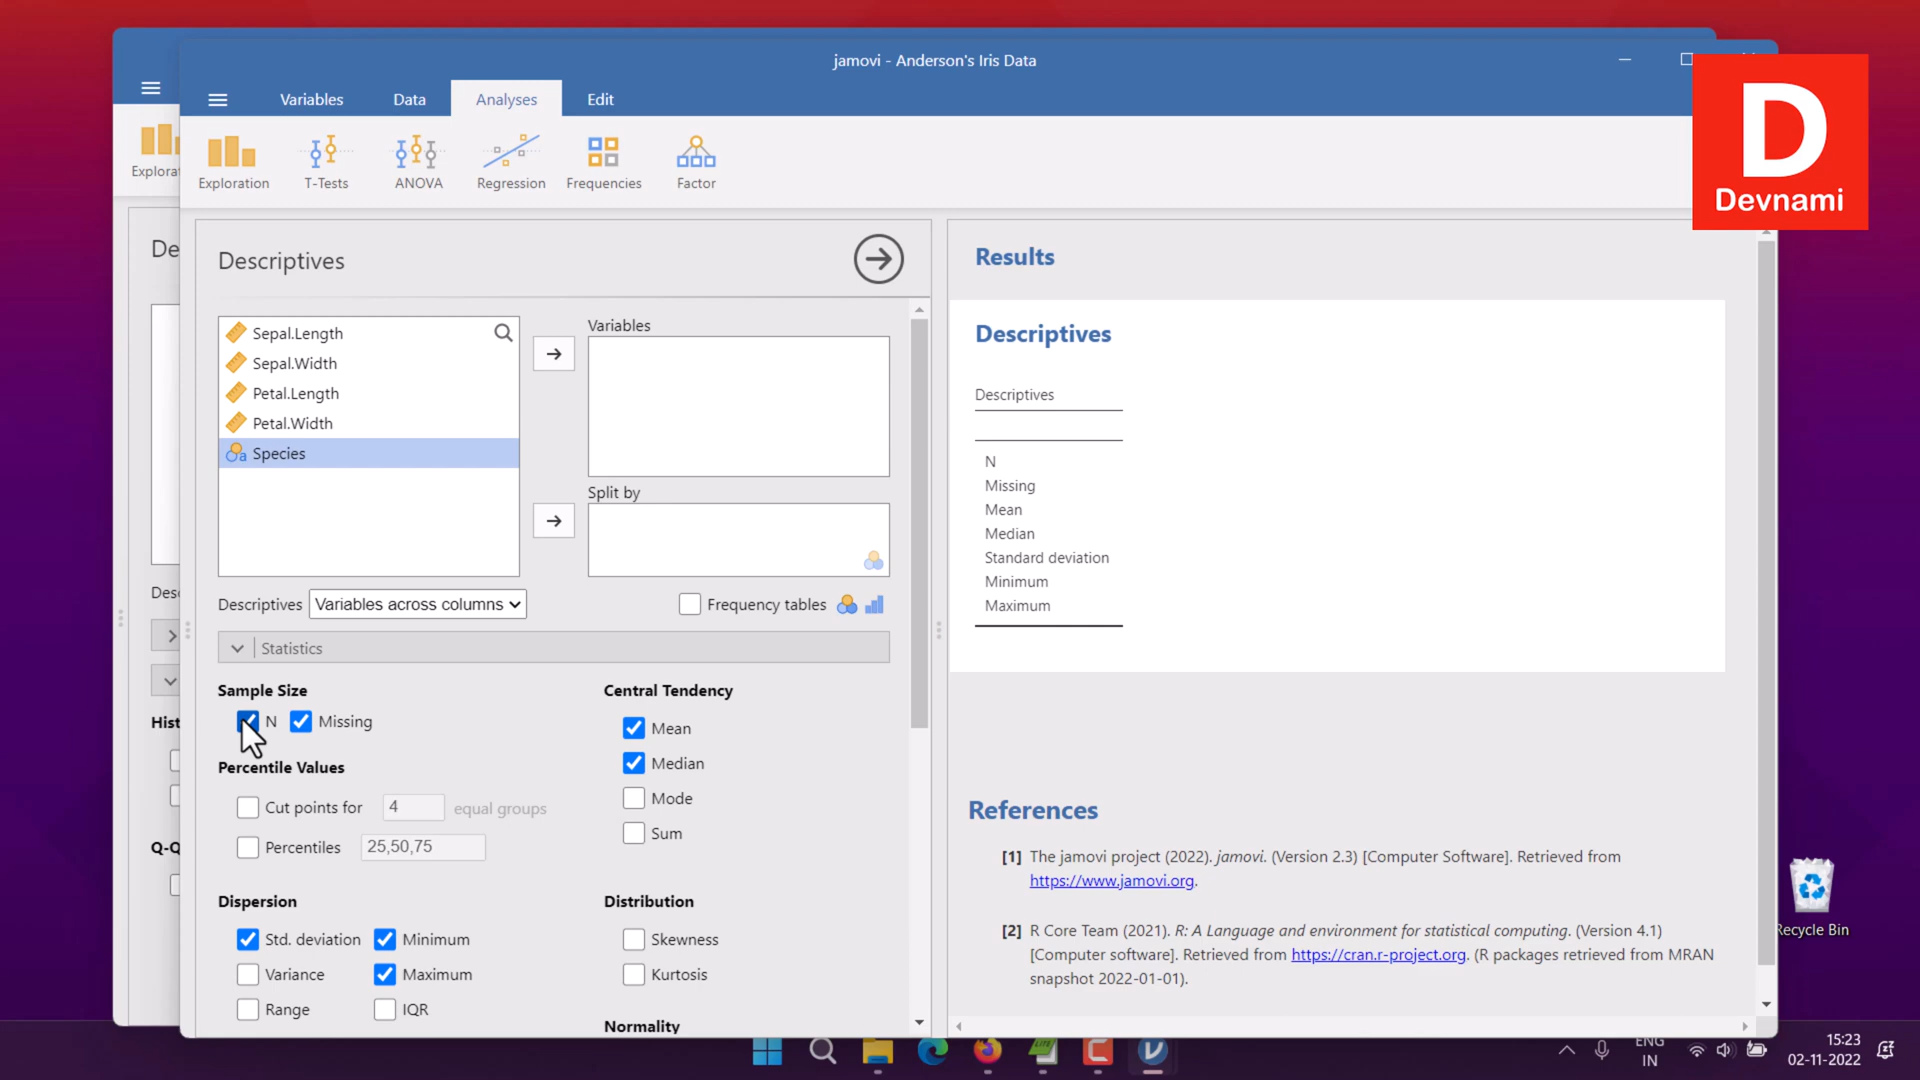 jamovi - Anderson's Iris Data
D
Devnami
Variables
Data
Analyses
Edit
Explorat
Exploration
T-Tests
ANOVA
Regression
Frequencies
Factor
De
Descriptives
Sepal.Length
Sepal.Width
Petal.Length
Petal.Width
Species
Variables
Split by
Desc
Descriptives
Variables across columns
Frequency tables
Statistics
Sample Size
N
Missing
Central Tendency
Mean
Median
Mode
Sum
Hist
Percentile Values
Cut points for 4 equal groups
Percentiles 25,50,75
Q-Q
Dispersion
Std. deviation
Minimum
Variance
Maximum
Range
IQR
Distribution
Skewness
Kurtosis
Normality
Results
Descriptives
Descriptives
N
Missing
Mean
Median
Standard deviation
Minimum
Maximum
References
[1] The jamovi project (2022). jamovi. (Version 2.3) [Computer Software]. Retrieved from
https://www.jamovi.org.
[2] R Core Team (2021). R: A Language and environment for statistical computing. (Version 4.1)
[Computer software]. Retrieved from https://cran.r-project.org. (R packages retrieved from MRAN
snapshot 2022-01-01).
Recycle Bin
ENG
IN
15:23
02-11-2022